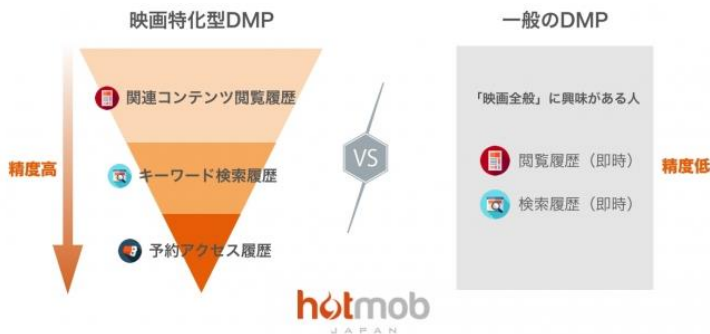 映画特化型DMP
関連コンテンツ閲覧履歴
キーワード検索履歴
予約アクセス履歴
精度高
VS
一般のDMP
「映画全般」に興味がある人
閲覧履歴（即時）
検索履歴（即時）
精度低
hotmob
JAPAN